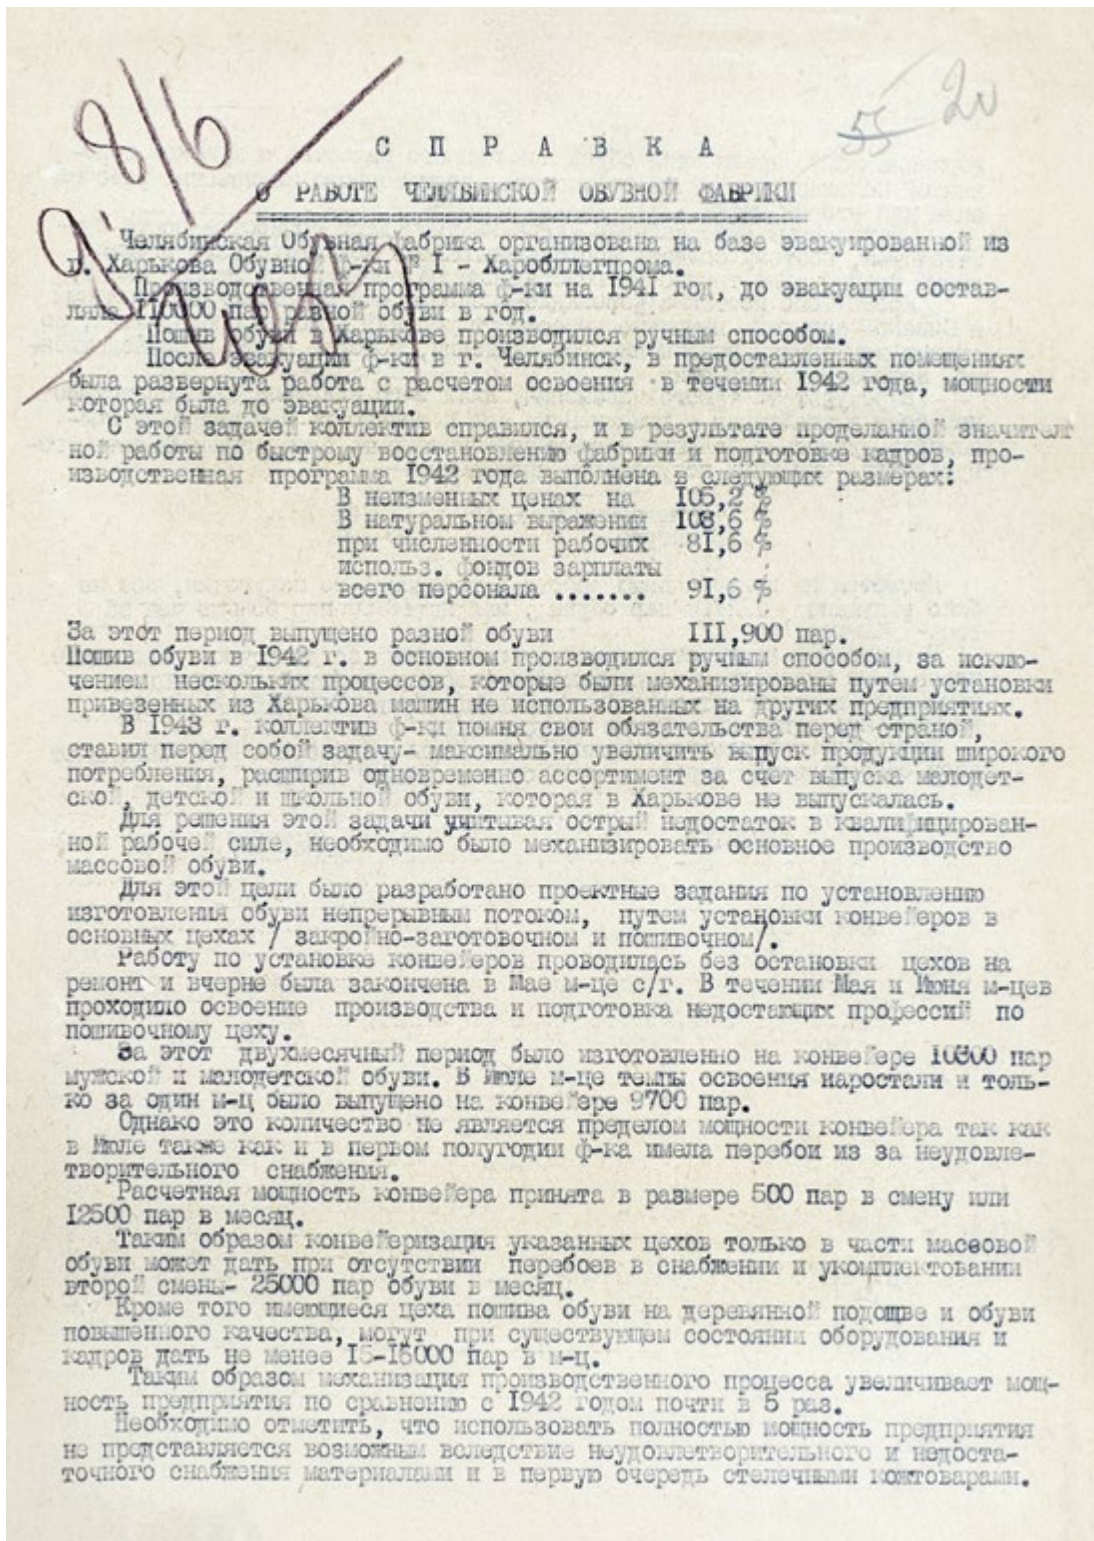 55 20
С П Р А В К А
О РАБОТЕ ЧЕЛЯБИНСКОЙ ОБУВНОЙ ФАБРИКИ
Челябинская Обувная фабрика организована на базе эвакуированной из
г. Харькова Обувной ф-ки № I - Харобллегпрома.
Производственная программа ф-ки на 1941 год, до эвакуации состав-
ляла 110000 пар разной обуви в год.
Пошив обуви в Харькове производился ручным способом.
После эвакуации ф-ки в г. Челябинск, в предоставленных помещениях
была развернута работа с расчетом освоения в течении 1942 года, мощности
которая была до эвакуации.
С этой задачей коллектив справился, и в результате проделанной значител
ной работы по быстрому восстановлению фабрики и подготовке кадров, про-
изводственная программа 1942 года выполнена в следующих размерах:
В неизменных ценах на 105,2 %
В натуральном выражении 103,6 %
при численности рабочих 81,6 %
использ. фондов зарплаты
всего персонала ....... 91,6 %
За этот период выпущено разной обуви III,900 пар.
Пошив обуви в 1942 г. в основном производился ручным способом, за исклю-
чением нескольких процессов, которые были механизированы путем установки
привезенных из Харькова машин не использованных на других предприятиях.
В 1943 г. коллектив ф-ки помня свои обязательства перед страной,
ставил перед собой задачу- максимально увеличить выпуск продукции широкого
потребления, расширив одновременно ассортимент за счет выпуска малодет-
ской, детской и школьной обуви, которая в Харькове не выпускалась.
Для решения этой задачи учитывая острый недостаток в квалифицирован-
ной рабочей силе, необходимо было механизировать основное производство
массовой обуви.
Для этой цели было разработано проектные задания по установлению
изготовления обуви непрерывным потоком, путем установки конвейеров в
основных цехах / закройно-заготовочном и пошивочном/.
Работу по установке конвейеров проводилась без остановки цехов на
ремонт и вчерне была закончена в Мае м-це с/г. В течении Мая и Июня м-цев
проходило освоение производства и подготовка недостающих профессий по
пошивочному цеху.
За этот двухмесячный период было изготовленно на конвейере 10300 пар
мужской и малодетской обуви. В Июле м-це темпы освоения наростали и толь-
ко за один м-ц было выпущено на конвейере 9700 пар.
Однако это количество не является пределом мощности конвейера так как
в Июле также как и в первом полугодии ф-ка имела перебои из за неудовле-
творительного снабжения.
Расчетная мощность конвейера принята в размере 500 пар в смену или
12500 пар в месяц.
Таким образом конвейеризация указанных цехов только в части масеовой
обуви может дать при отсутствии перебоев в снабжении и укомплектовании
второй смены- 25000 пар обуви в месяц.
Кроме того имеющиеся цеха пошива обуви на деревянной подошве и обуви
повышенного качества, могут при существующем состоянии оборудования и
кадров дать не менее 15-16000 пар в м-ц.
Таким образом механизация производственного процесса увеличивает мощ-
ность предприятия по сравнению с 1942 годом почти в 5 раз.
Необходимо отметить, что использовать полностью мощность предприятия
не представляется возможным вследствие неудовлетворительного и недоста-
точного снабжения материалами и в первую очередь стелечными кожтоварами.